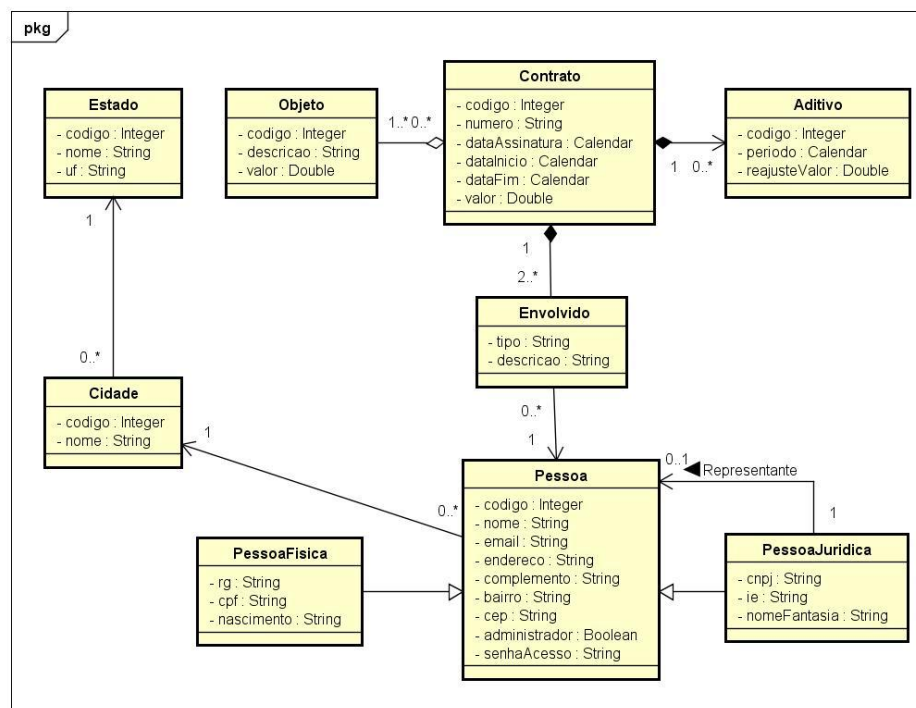 pkg
Estado
- codigo : Integer
- nome : String
- uf : String
Objeto
- codigo : Integer
- descricao : String
- valor : Double
1..* 0..*
Contrato
- codigo : Integer
- numero : String
- dataAssinatura : Calendar
- dataInicio : Calendar
- dataFim : Calendar
- valor : Double
1 0..*
Aditivo
- codigo : Integer
- periodo : Calendar
- reajusteValor : Double
1
1
2..*
Envolvido
- tipo : String
- descricao : String
0..*
0..*
1
Cidade
- codigo : Integer
- nome : String
1
0..*
Pessoa
- codigo : Integer
- nome : String
- email : String
- endereco : String
- complemento : String
- bairro : String
- cep : String
- administrador : Boolean
- senhaAcesso : String
0..1
Representante
1
PessoaFisica
- rg : String
- cpf : String
- nascimento : String
PessoaJuridica
- cnpj : String
- ie : String
- nomeFantasia : String